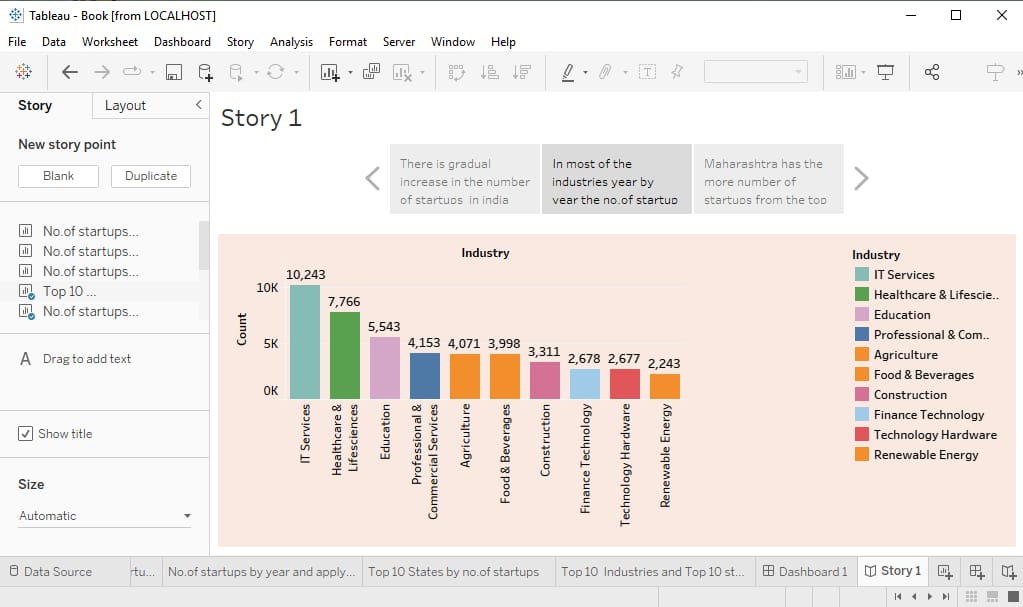 Tableau - Book [from LOCALHOST]
File Data Worksheet Dashboard Story Analysis Format Server Window Help
Story Layout
New story point
Blank Duplicate
No.of startups...
No.of startups...
No.of startups...
Top 10 ...
No.of startups...
A Drag to add text
Show title
Size
Automatic
Story 1
There is gradual
increase in the number
of startups in india
In most of the
industries year by
year the no.of startup
Maharashtra has the
more number of
startups from the top
Industry
Count
10K
5K
0K
10,243
7,766
5,543
4,153
4,071
3,998
3,311
2,678
2,677
2,243
IT Services
Healthcare &
Lifesciences
Education
Professional &
Commercial Services
Agriculture
Food & Beverages
Construction
Finance Technology
Technology Hardware
Renewable Energy
Industry
IT Services
Healthcare & Lifescie..
Education
Professional & Com..
Agriculture
Food & Beverages
Construction
Finance Technology
Technology Hardware
Renewable Energy
Data Source rtu... No.of startups by year and apply... Top 10 States by no.of startups Top 10 Industries and Top 10 st... Dashboard 1 Story 1